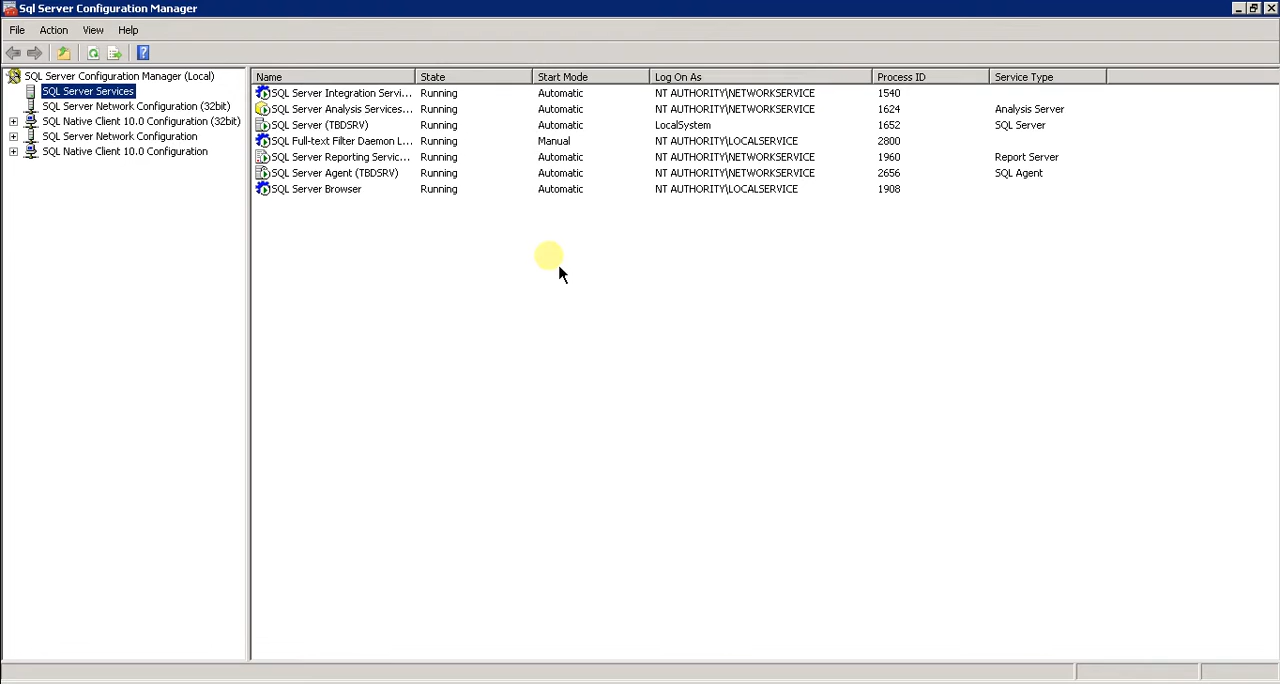 Sql Server Configuration Manager
File Action View Help
SQL Server Configuration Manager (Local)
SQL Server Services
SQL Server Network Configuration (32bit)
SQL Native Client 10.0 Configuration (32bit)
SQL Server Network Configuration
SQL Native Client 10.0 Configuration
Name State Start Mode Log On As Process ID Service Type
SQL Server Integration Servi... Running Automatic NT AUTHORITY\NETWORKSERVICE 1540
SQL Server Analysis Services... Running Automatic NT AUTHORITY\NETWORKSERVICE 1624 Analysis Server
SQL Server (TBDSRV) Running Automatic LocalSystem 1652 SQL Server
SQL Full-text Filter Daemon L... Running Manual NT AUTHORITY\LOCALSERVICE 2800
SQL Server Reporting Servic... Running Automatic NT AUTHORITY\NETWORKSERVICE 1960 Report Server
SQL Server Agent (TBDSRV) Running Automatic NT AUTHORITY\NETWORKSERVICE 2656 SQL Agent
SQL Server Browser Running Automatic NT AUTHORITY\LOCALSERVICE 1908